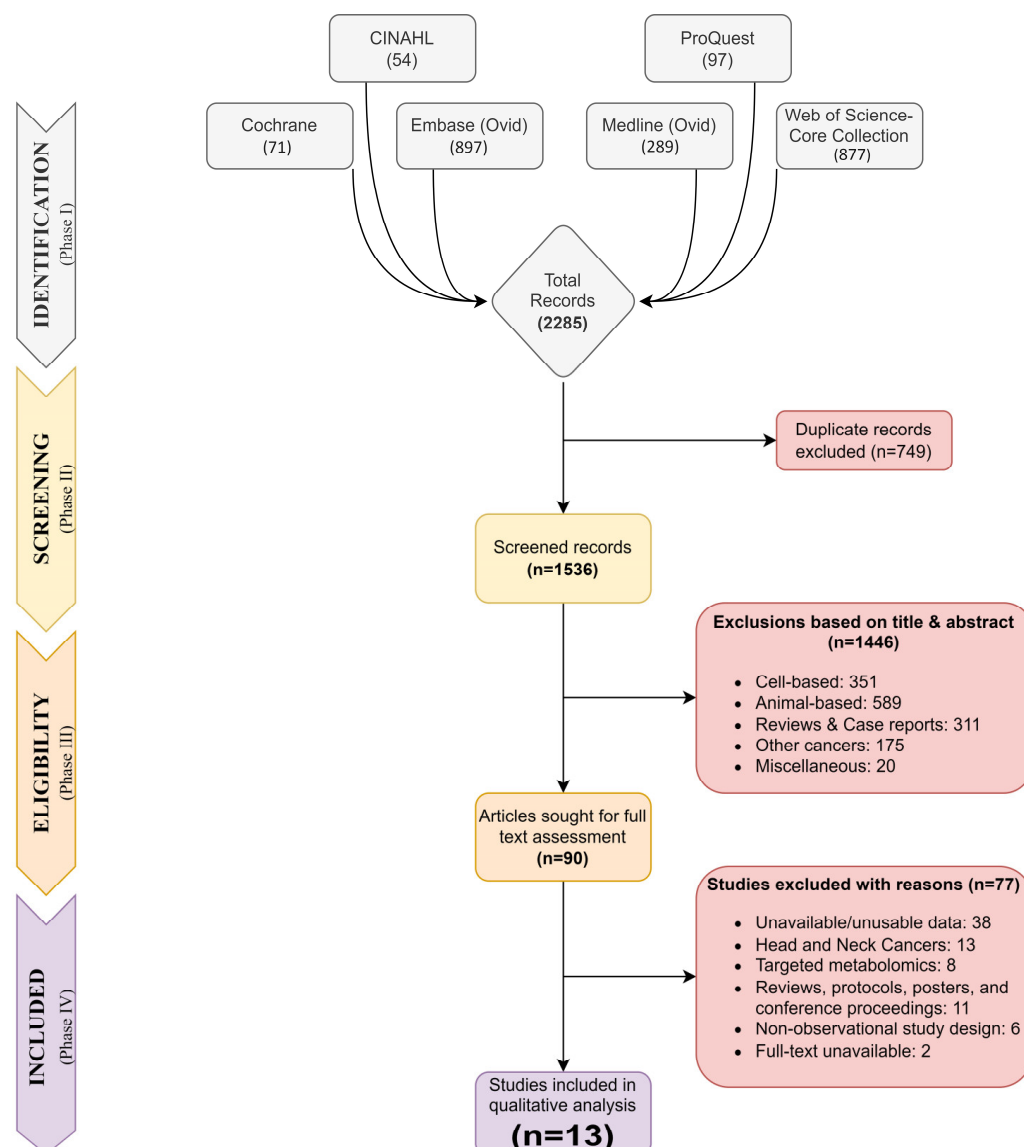 CINAHL
(54)
ProQuest
(97)
Cochrane
(71)
Embase (Ovid)
(897)
Medline (Ovid)
(289)
Web of Science-
Core Collection
(877)
IDENTIFICATION
(Phase I)
Total
Records
(2285)
SCREENING
(Phase II)
Duplicate records
excluded (n=749)
Screened records
(n=1536)
Exclusions based on title & abstract
(n=1446)
• Cell-based: 351
• Animal-based: 589
• Reviews & Case reports: 311
• Other cancers: 175
• Miscellaneous: 20
ELIGIBILITY
(Phase III)
Articles sought for full
text assessment
(n=90)
Studies excluded with reasons (n=77)
• Unavailable/unusable data: 38
• Head and Neck Cancers: 13
• Targeted metabolomics: 8
• Reviews, protocols, posters, and
conference proceedings: 11
• Non-observational study design: 6
• Full-text unavailable: 2
INCLUDED
(Phase IV)
Studies included in
qualitative analysis
(n=13)